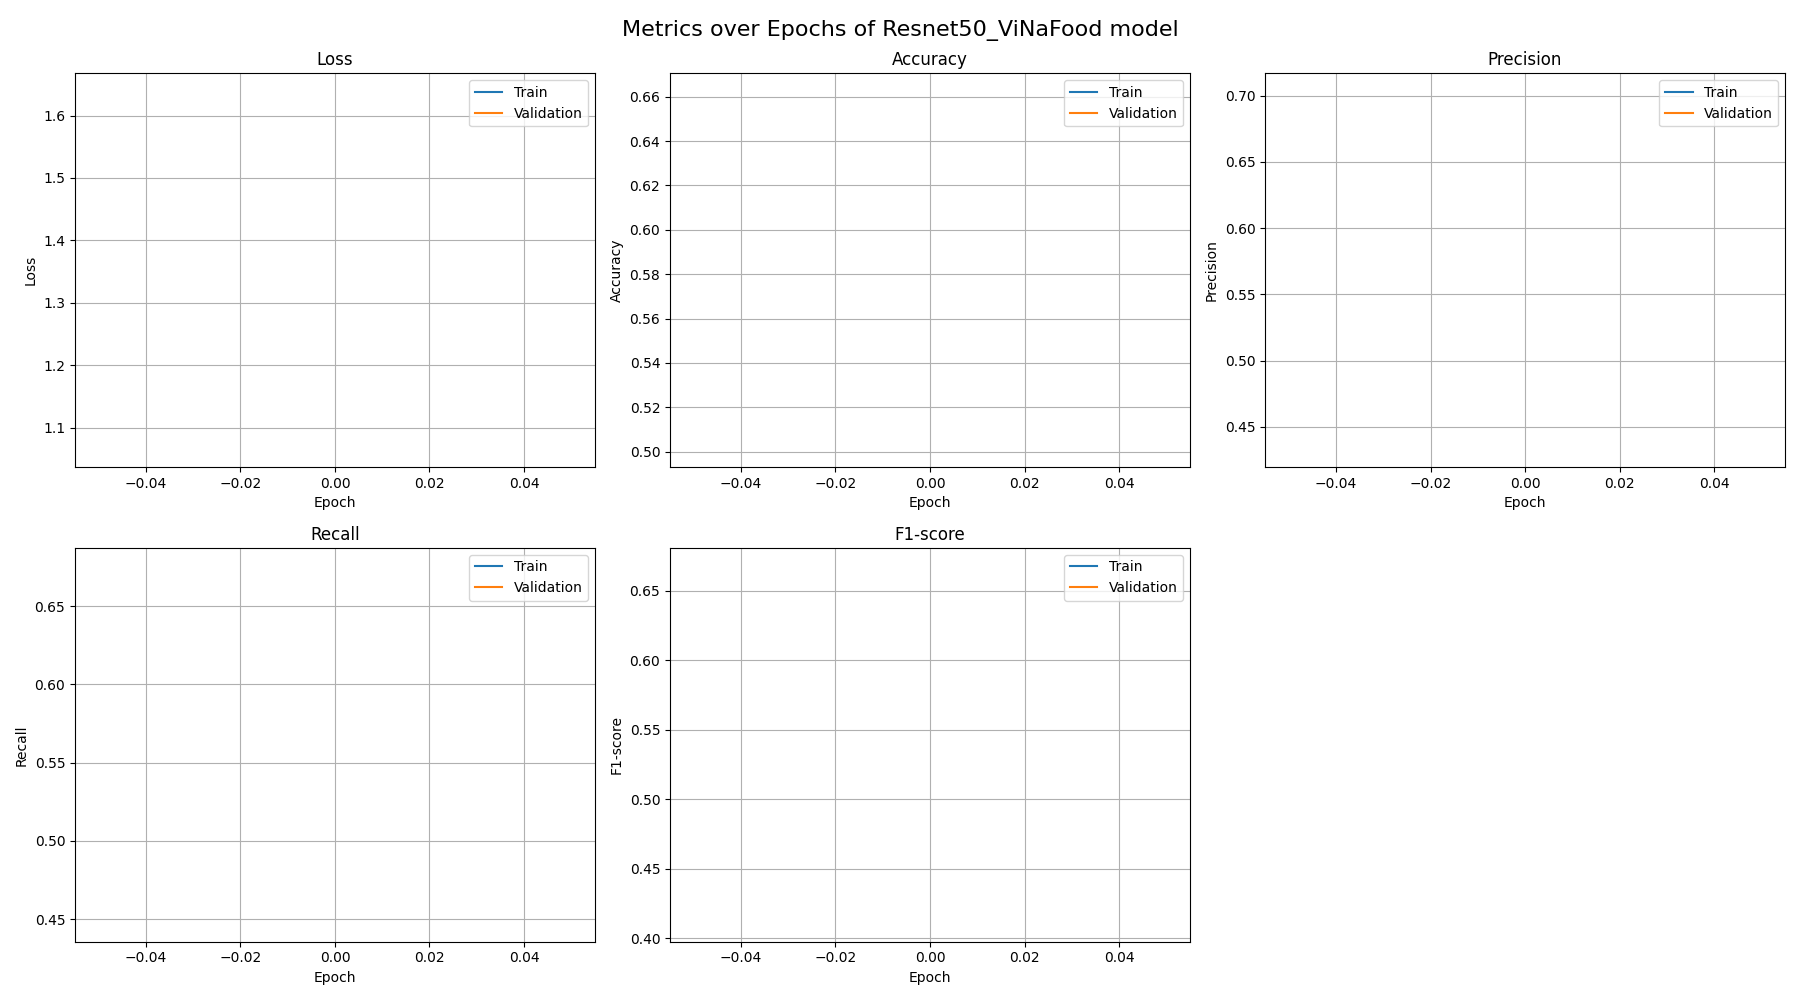 Metrics over Epochs of Resnet50_ViNaFood model
Loss
Train
Validation
1.6
1.5
1.4
1.3
1.2
1.1
Loss
−0.04 −0.02 0.00 0.02 0.04
Epoch
Accuracy
Train
Validation
0.66
0.64
0.62
0.60
0.58
0.56
0.54
0.52
0.50
Accuracy
−0.04 −0.02 0.00 0.02 0.04
Epoch
Precision
Train
Validation
0.70
0.65
0.60
0.55
0.50
0.45
Precision
−0.04 −0.02 0.00 0.02 0.04
Epoch
Recall
Train
Validation
0.65
0.60
0.55
0.50
0.45
Recall
−0.04 −0.02 0.00 0.02 0.04
Epoch
F1-score
Train
Validation
0.65
0.60
0.55
0.50
0.45
0.40
F1-score
−0.04 −0.02 0.00 0.02 0.04
Epoch